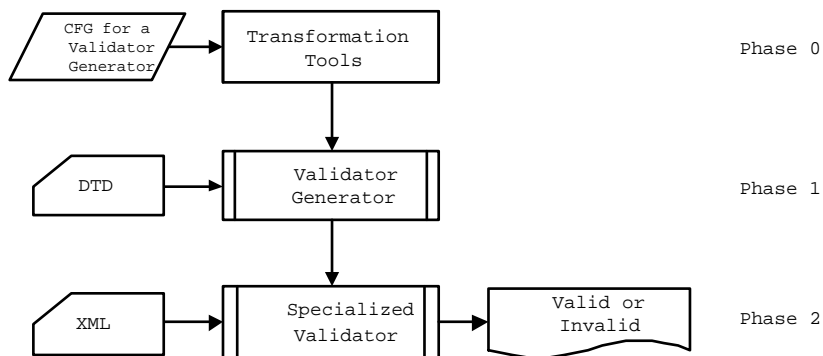 CFG for a
Validator
Generator
Transformation
Tools
Phase 0
DTD
Validator
Generator
Phase 1
XML
Specialized
Validator
Valid or
Invalid
Phase 2